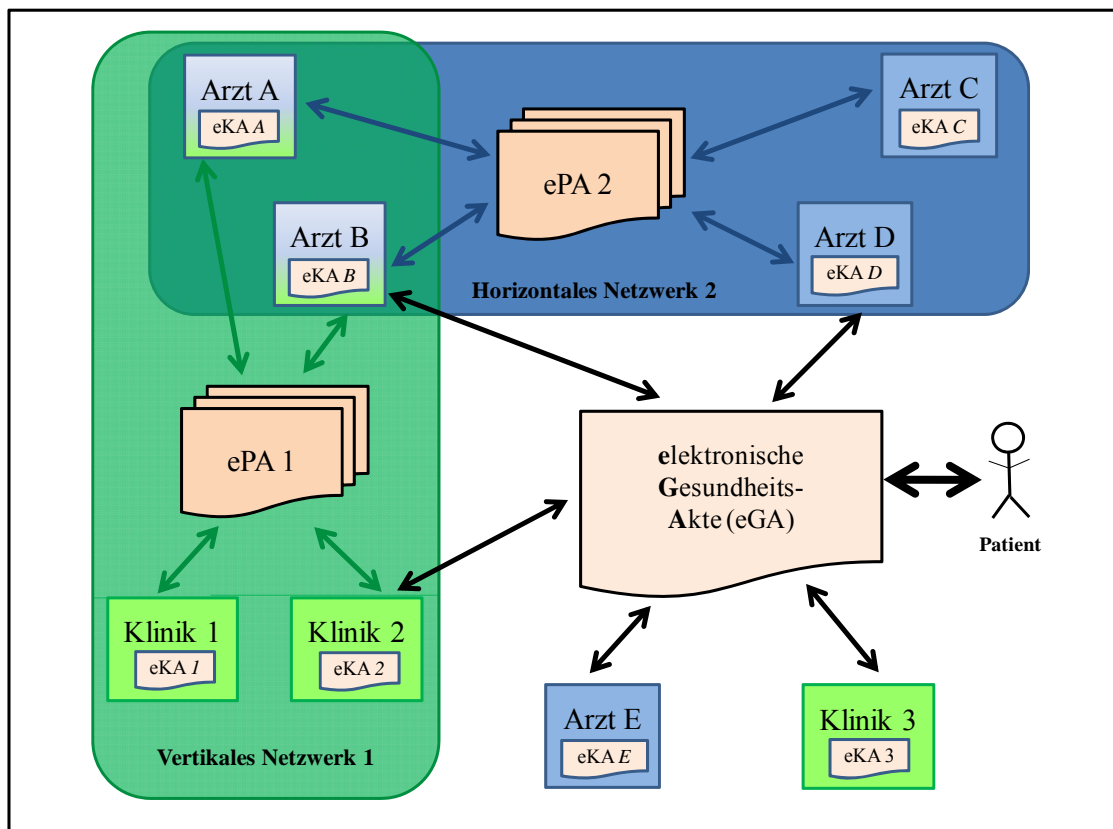 Arzt A
eKA A
Arzt C
eKA C
ePA 2
Arzt B
eKA B
Arzt D
eKA D
Horizontales Netzwerk 2
ePA 1
elektronische
Gesundheits-
Akte (eGA)
Patient
Klinik 1
eKA 1
Klinik 2
eKA 2
Arzt E
eKA E
Klinik 3
eKA 3
Vertikales Netzwerk 1